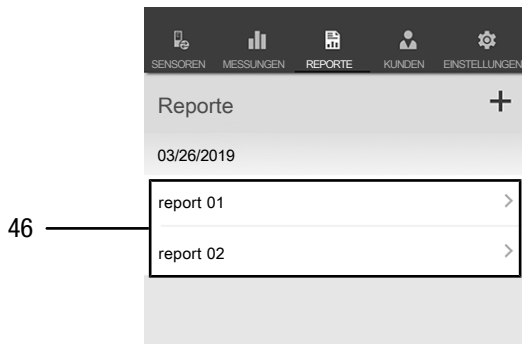 SENSOREN MESSUNGEN REPORTE KUNDEN EINSTELLUNGEN
Reporte +
03/26/2019
report 01 >
46
report 02 >